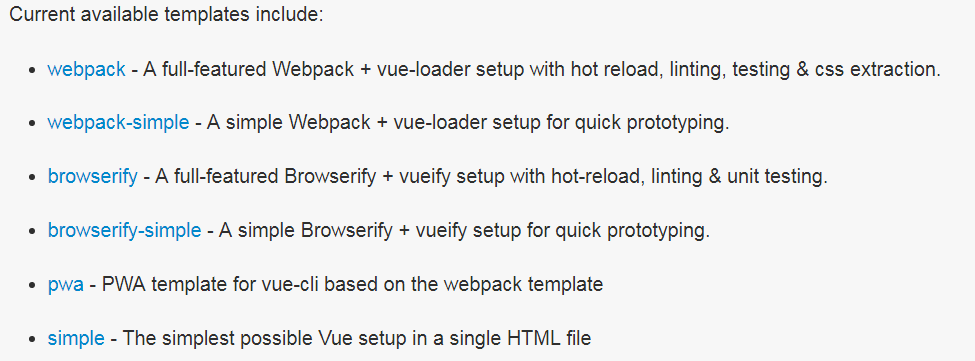 Current available templates include:
• webpack - A full-featured Webpack + vue-loader setup with hot reload, linting, testing & css extraction.
• webpack-simple - A simple Webpack + vue-loader setup for quick prototyping.
• browserify - A full-featured Browserify + vueify setup with hot-reload, linting & unit testing.
• browserify-simple - A simple Browserify + vueify setup for quick prototyping.
• pwa - PWA template for vue-cli based on the webpack template
• simple - The simplest possible Vue setup in a single HTML file